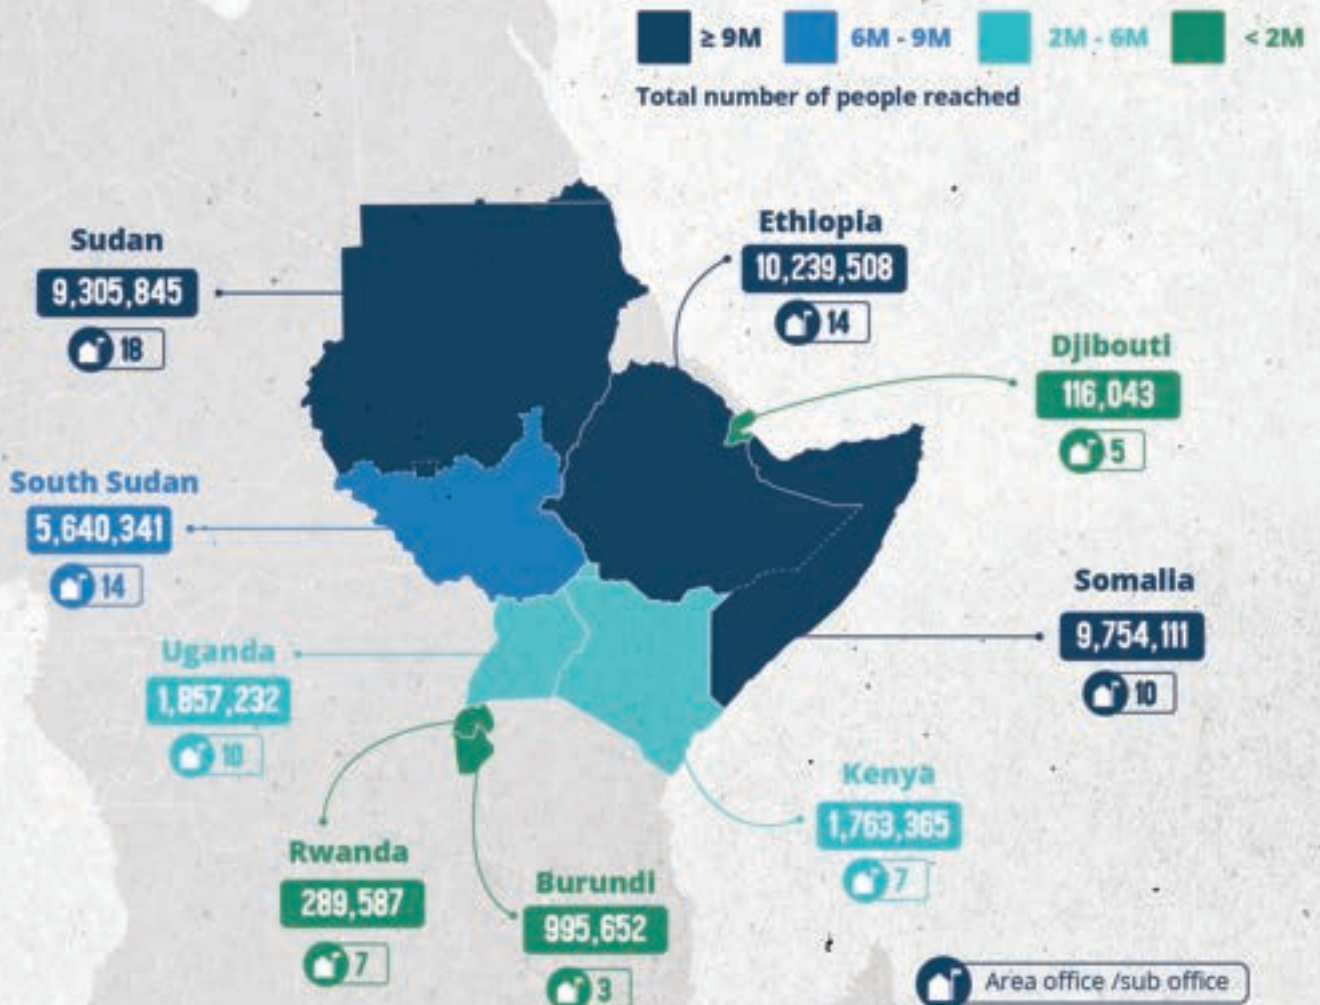 ≥ 9M
6M - 9M
2M - 6M
< 2M
Total number of people reached
Sudan
9,305,845
18
Ethiopia
10,239,508
14
Djibouti
116,043
5
South Sudan
5,640,341
14
Somalia
9,754,111
10
Uganda
1,857,232
10
Kenya
1,763,365
7
Rwanda
289,587
7
Burundi
995,652
3
Area office /sub office